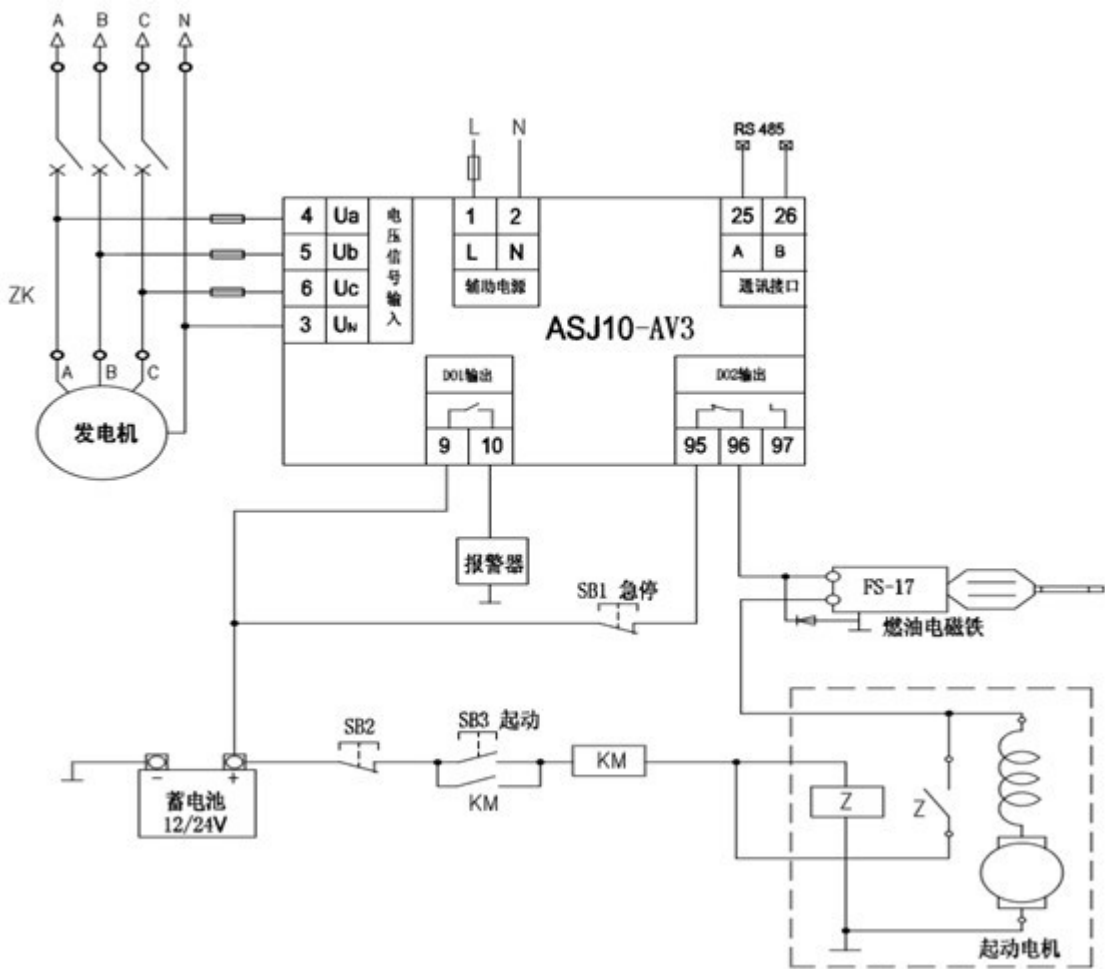 A B C N
L N
RS 485
4 Ua
5 Ub
6 Uc
3 UN
电压信号输入
1 2
L N
辅助电源
25 26
A B
通讯接口
ZK
ASJ10-AV3
A B C
发电机
DO1输出
9 10
DO2输出
95 96 97
报警器
SB1 急停
FS-17
燃油电磁铁
SB2
SB3 起动
KM
KM
- +
蓄电池
12/24V
Z
Z
起动电机